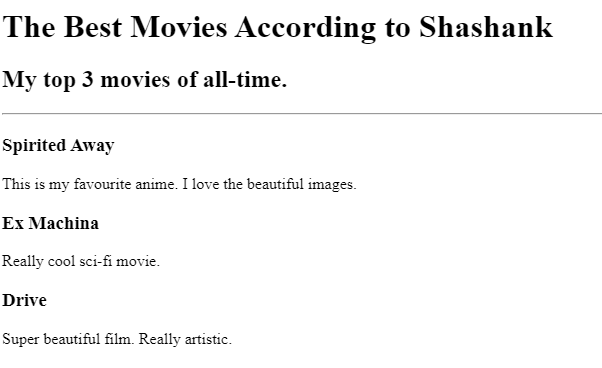 The Best Movies According to Shashank
My top 3 movies of all-time.
Spirited Away
This is my favourite anime. I love the beautiful images.
Ex Machina
Really cool sci-fi movie.
Drive
Super beautiful film. Really artistic.